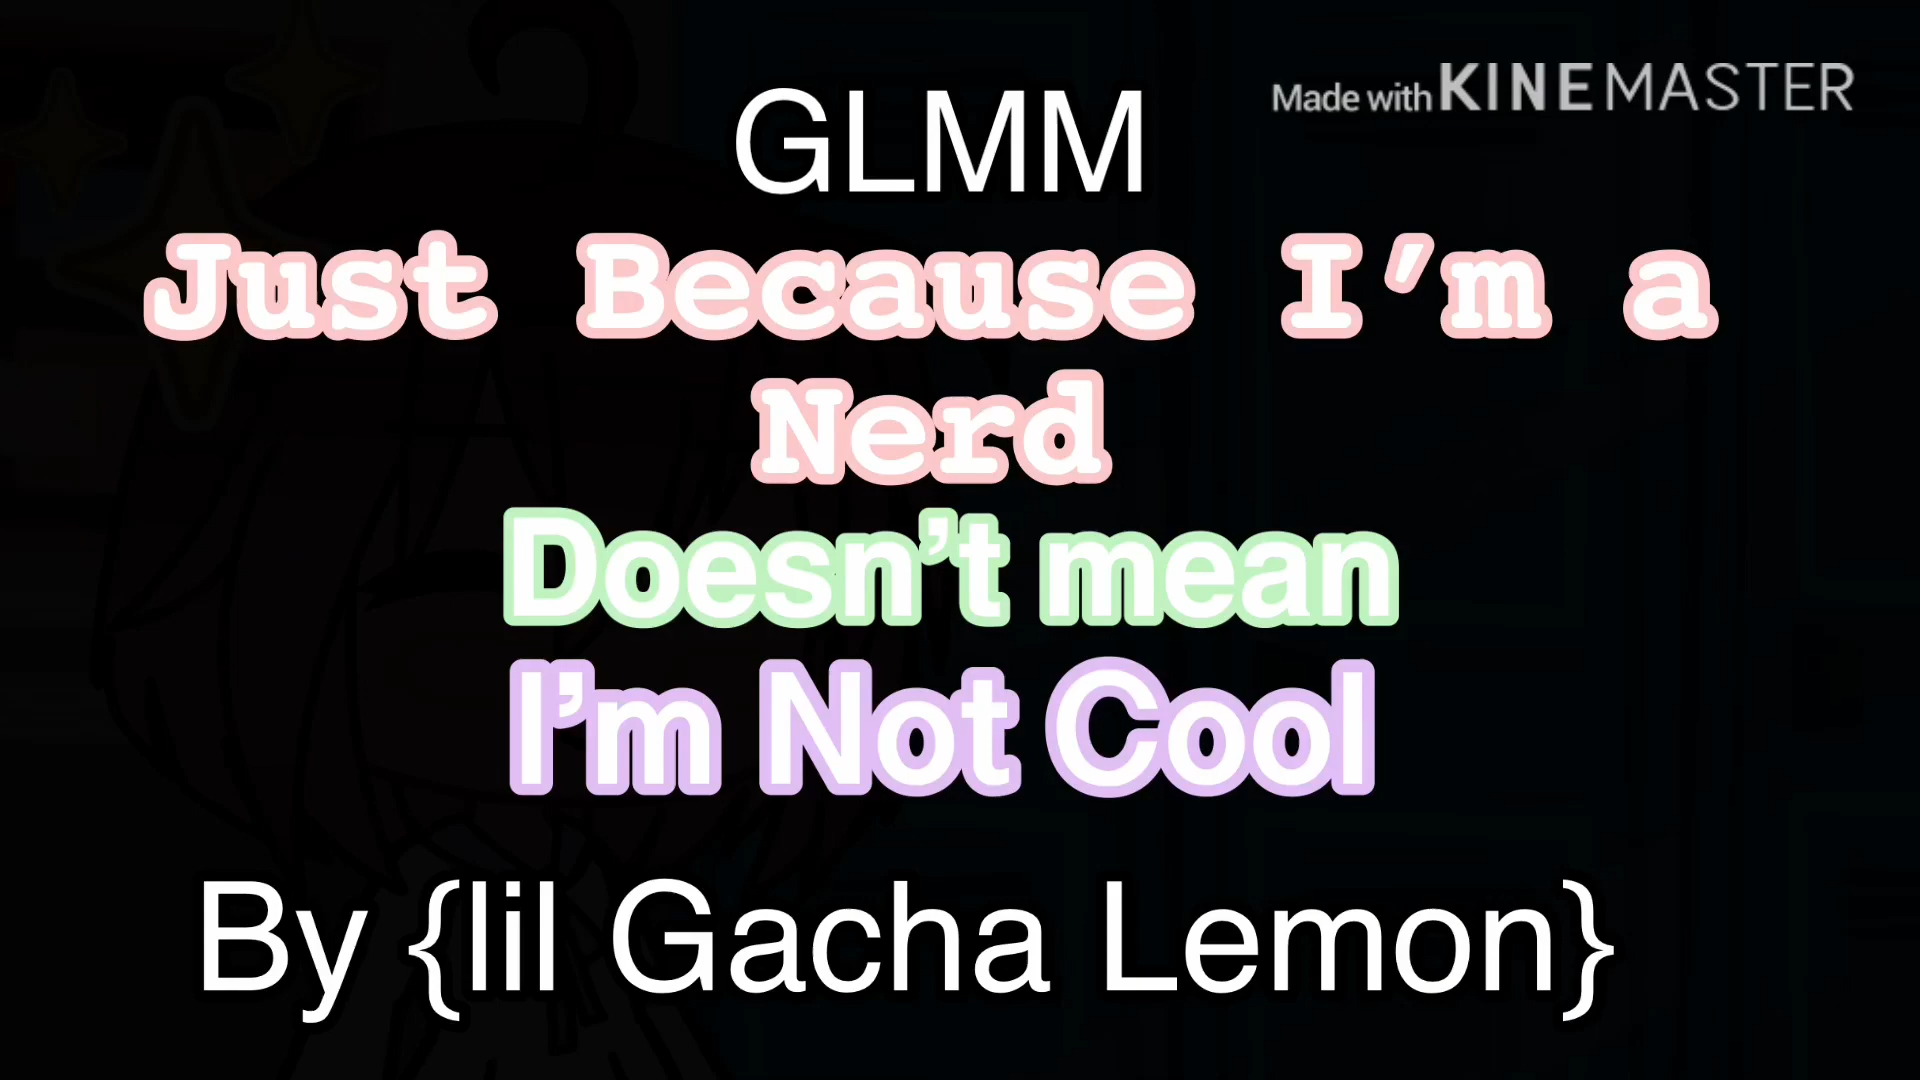 GLMM
Made with KINEMASTER
Just Because I’m a
Nerd
Doesn’t mean
I’m Not Cool
By {lil Gacha Lemon}